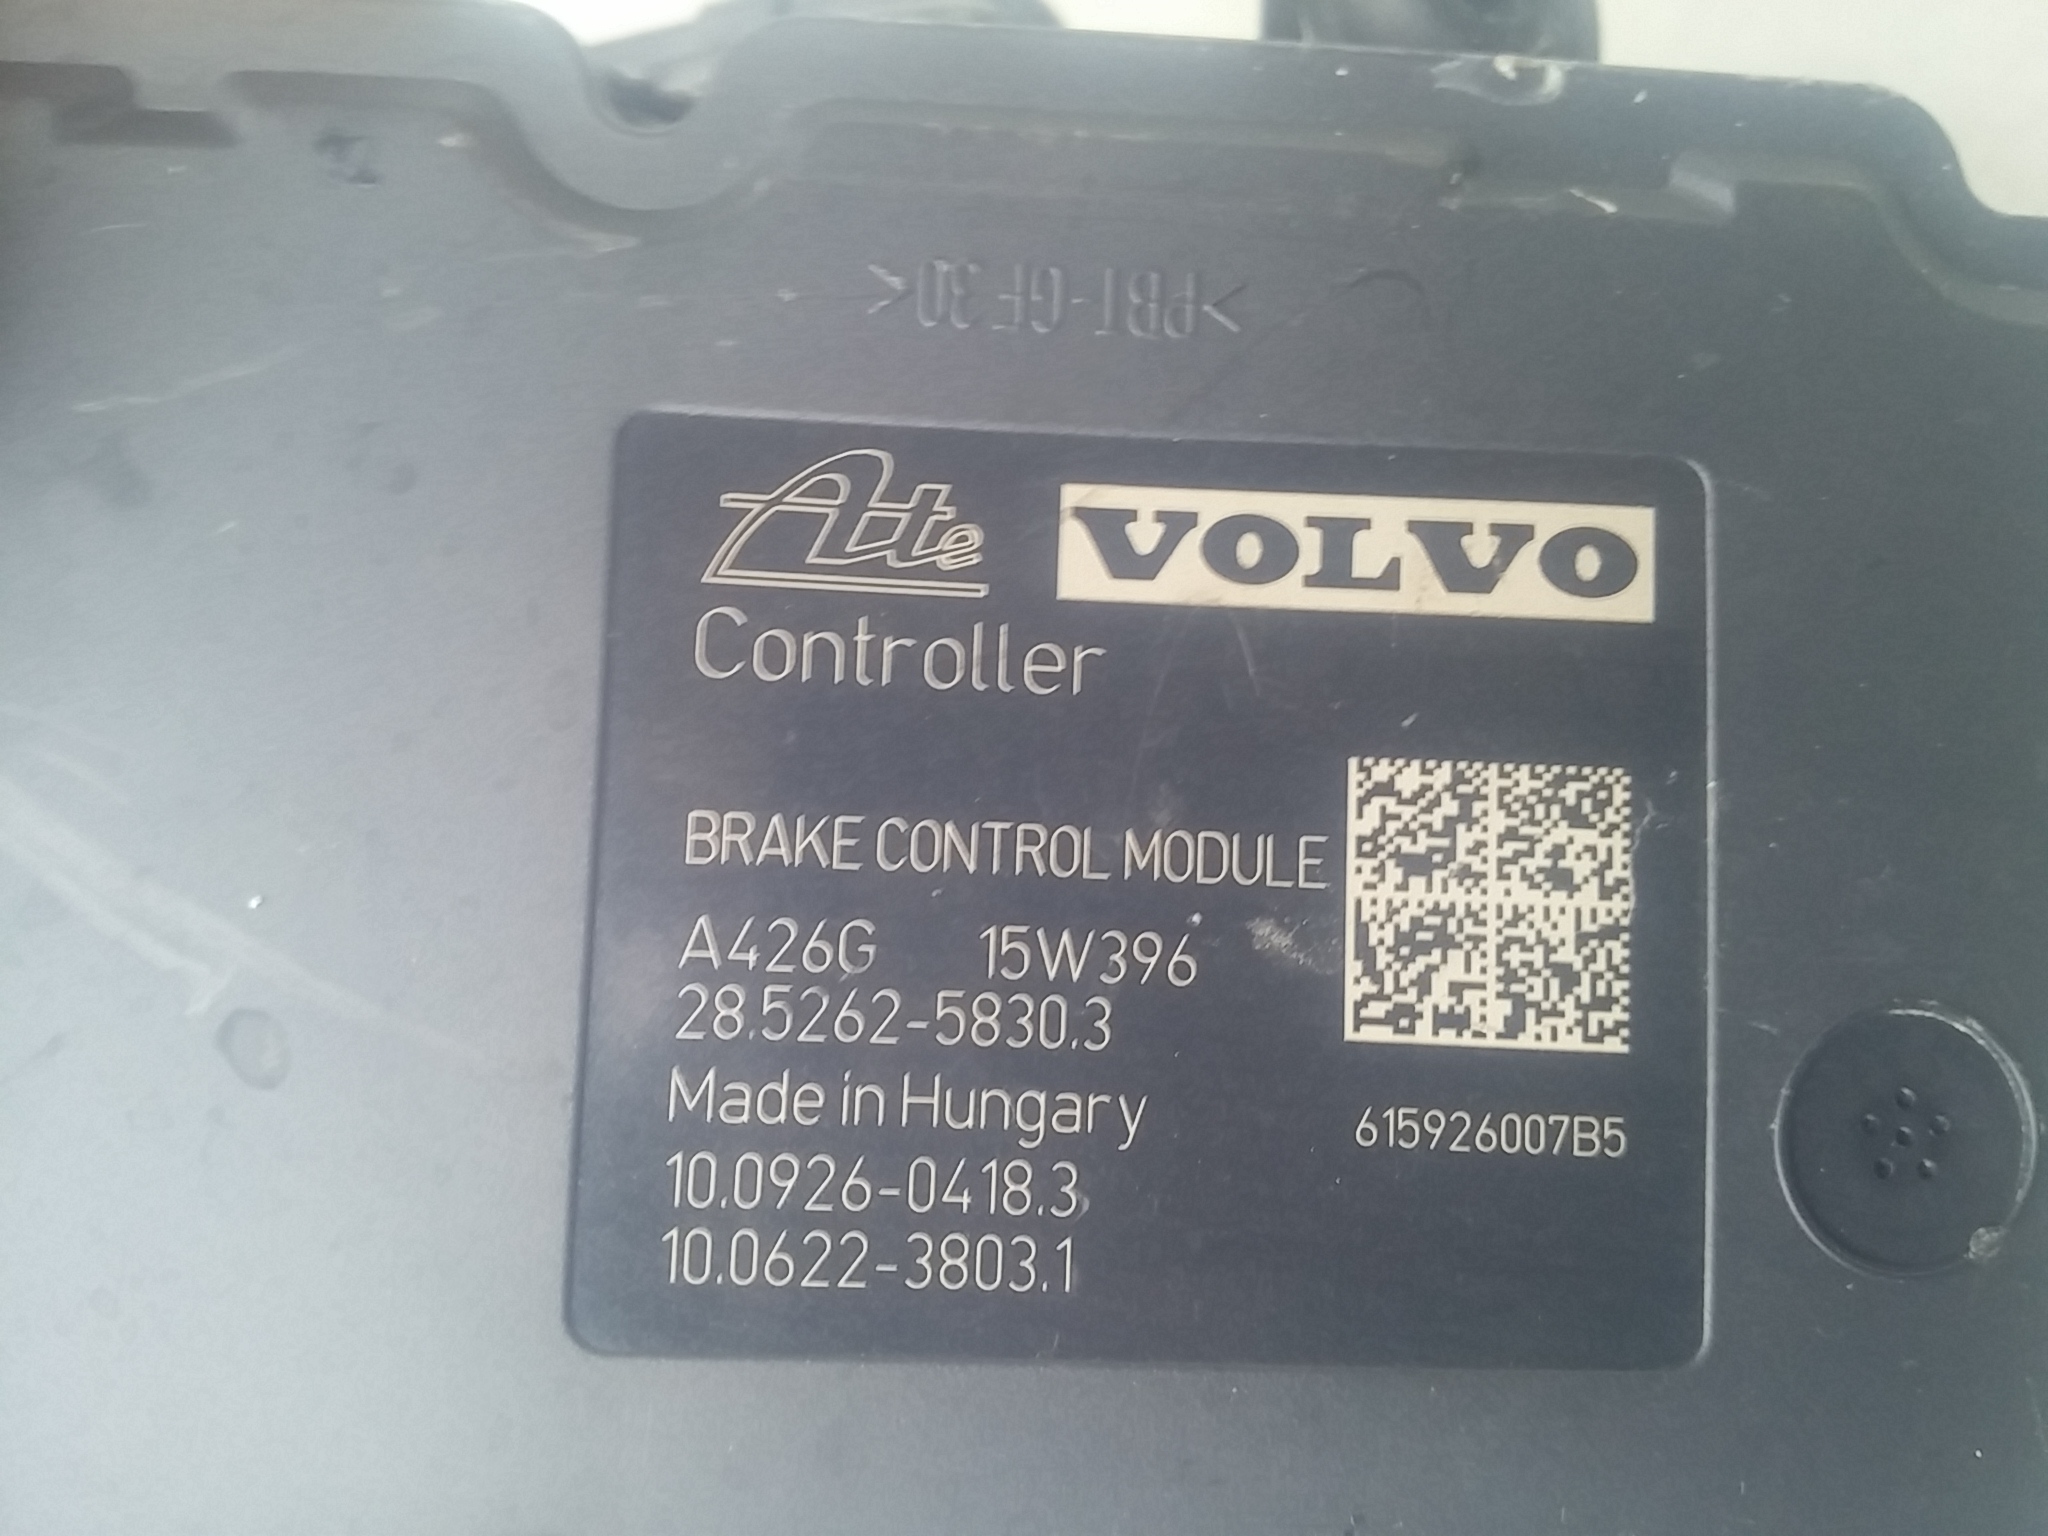 >PBT-GF30<
Ate VOLVO
Controller
BRAKE CONTROL MODULE
A426G 15W396
28.5262-5830.3
Made in Hungary
615926007B5
10.0926-0418.3
10.0622-3803.1